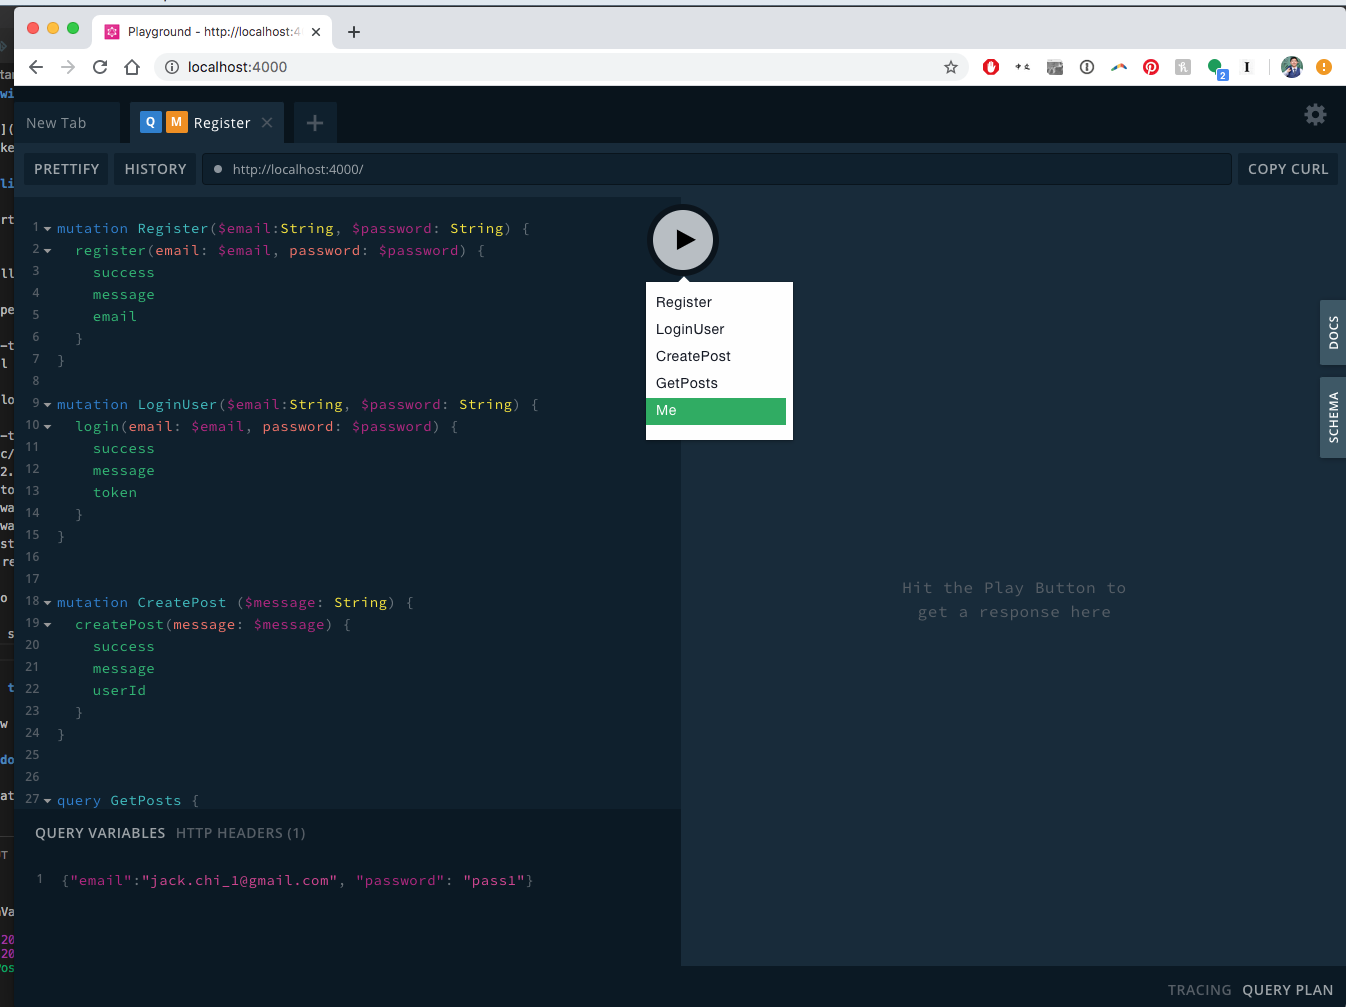 Playground - http://localhost:4
localhost:4000
2
New Tab
Q M Register
PRETTIFY HISTORY http://localhost:4000/ COPY CURL
1 mutation Register($email:String, $password: String) {
2 register(email: $email, password: $password) {
3 success
4 message
5 email
6 }
7 }
8
9 mutation LoginUser($email:String, $password: String) {
10 login(email: $email, password: $password) {
11 success
12 message
13 token
14 }
15 }
16
17
18 mutation CreatePost ($message: String) {
19 createPost(message: $message) {
20 success
21 message
22 userId
23 }
24 }
25
26
27 query GetPosts {
Register
LoginUser
CreatePost
GetPosts
Me
DOCS
SCHEMA
Hit the Play Button to
get a response here
QUERY VARIABLES HTTP HEADERS (1)
1 {"email":"jack.chi_1@gmail.com", "password": "pass1"}
TRACING QUERY PLAN